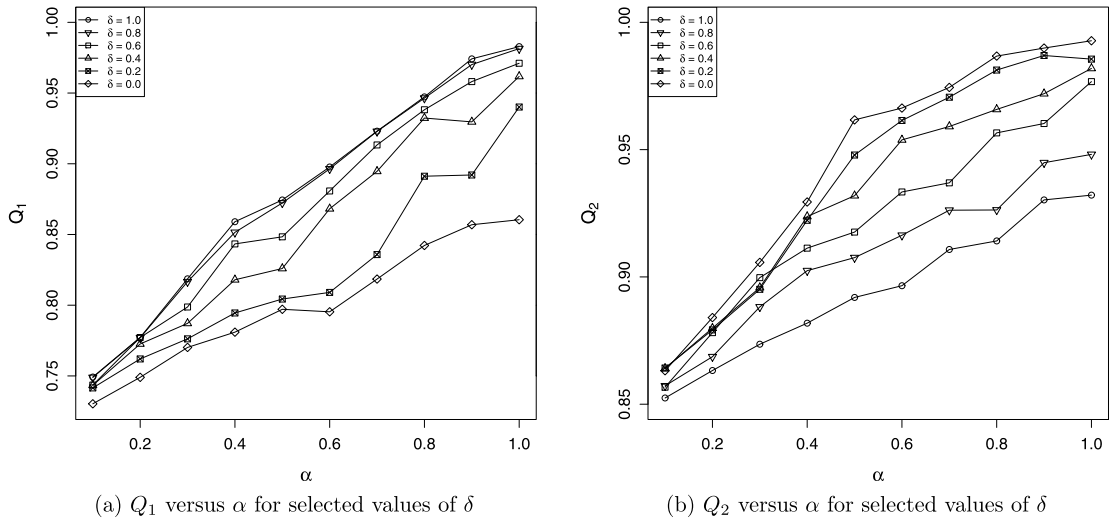 δ = 1.0
δ = 0.8
δ = 0.6
δ = 0.4
δ = 0.2
δ = 0.0
1.00
0.95
0.90
0.85
0.80
0.75
Q1
0.2 0.4 0.6 0.8 1.0
α
(a) Q1 versus α for selected values of δ
δ = 1.0
δ = 0.8
δ = 0.6
δ = 0.4
δ = 0.2
δ = 0.0
1.00
0.95
0.90
0.85
Q2
0.2 0.4 0.6 0.8 1.0
α
(b) Q2 versus α for selected values of δ